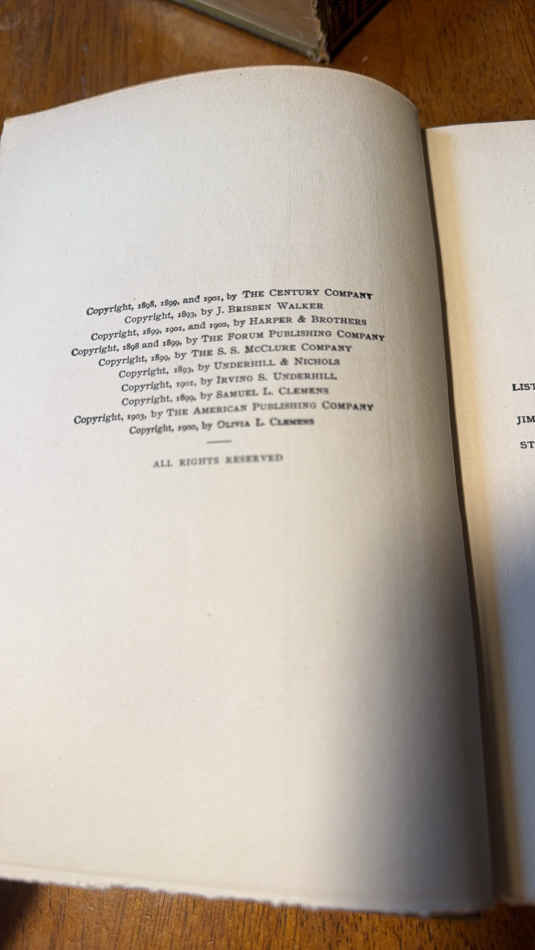 Copyright, 1898, 1899, and 1901, by THE CENTURY COMPANY
Copyright, 1893, by J. BRISBEN WALKER
Copyright, 1899, 1901, and 1902, by HARPER & BROTHERS
Copyright, 1898 and 1899, by THE FORUM PUBLISHING COMPANY
Copyright, 1899, by THE S. S. MCCLURE COMPANY
Copyright, 1893, by UNDERHILL & NICHOLS
Copyright, 1901, by IRVING S. UNDERHILL
Copyright, 1899, by SAMUEL L. CLEMENS
Copyright, 1903, by THE AMERICAN PUBLISHING COMPANY
Copyright, 1900, by OLIVIA L. CLEMENS
ALL RIGHTS RESERVED
LIST
JIM
ST